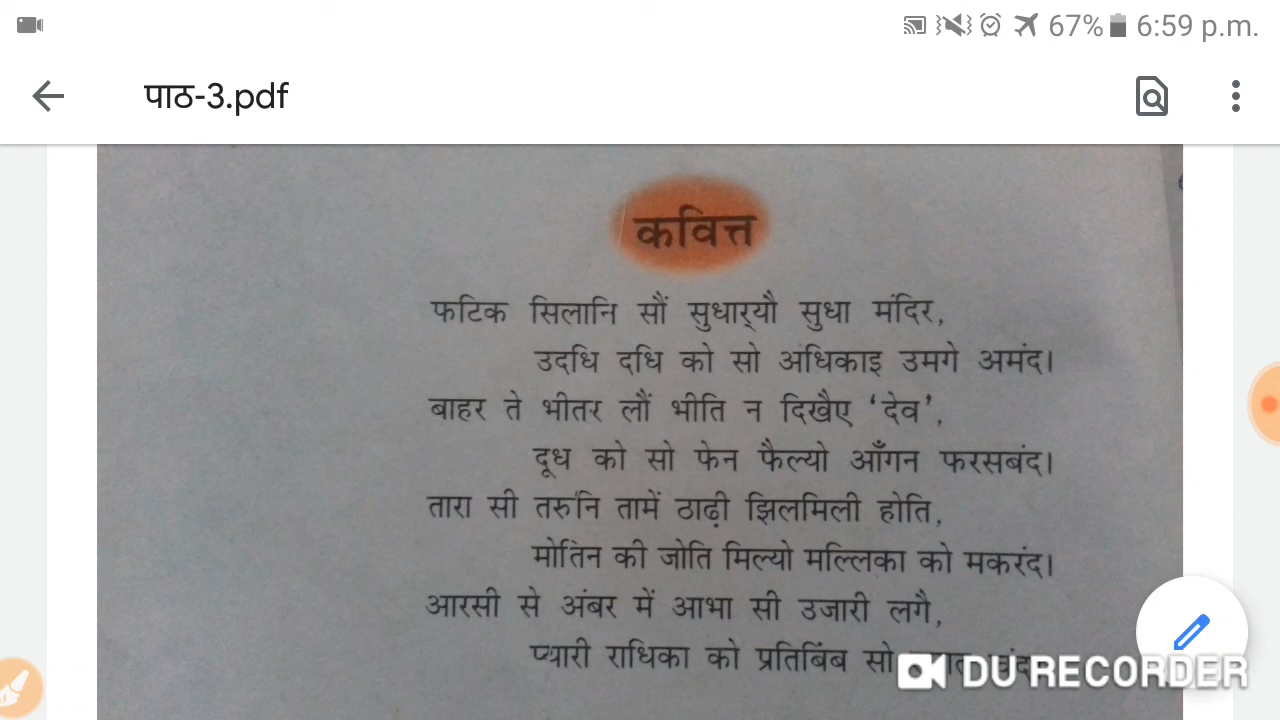 67% 6:59 p.m.
पाठ-3.pdf
कवित्त
फटिक सिलानि सौं सुधार्‌यौ सुधा मंदिर,
उदधि दधि को सो अधिकाइ उमगे अमंद।
बाहर ते भीतर लौं भीति न दिखैए ‘देव’,
दूध को सो फेन फैल्यो आँगन फरसबंद।
तारा सी तरुनि तामें ठाढ़ी झिलमिली होति,
मोतिन की जोति मिल्यो मल्लिका को मकरंद।
आरसी से अंबर में आभा सी उजारी लगै,
प्यारी राधिका को प्रतिबिंब सो
DU RECORDER